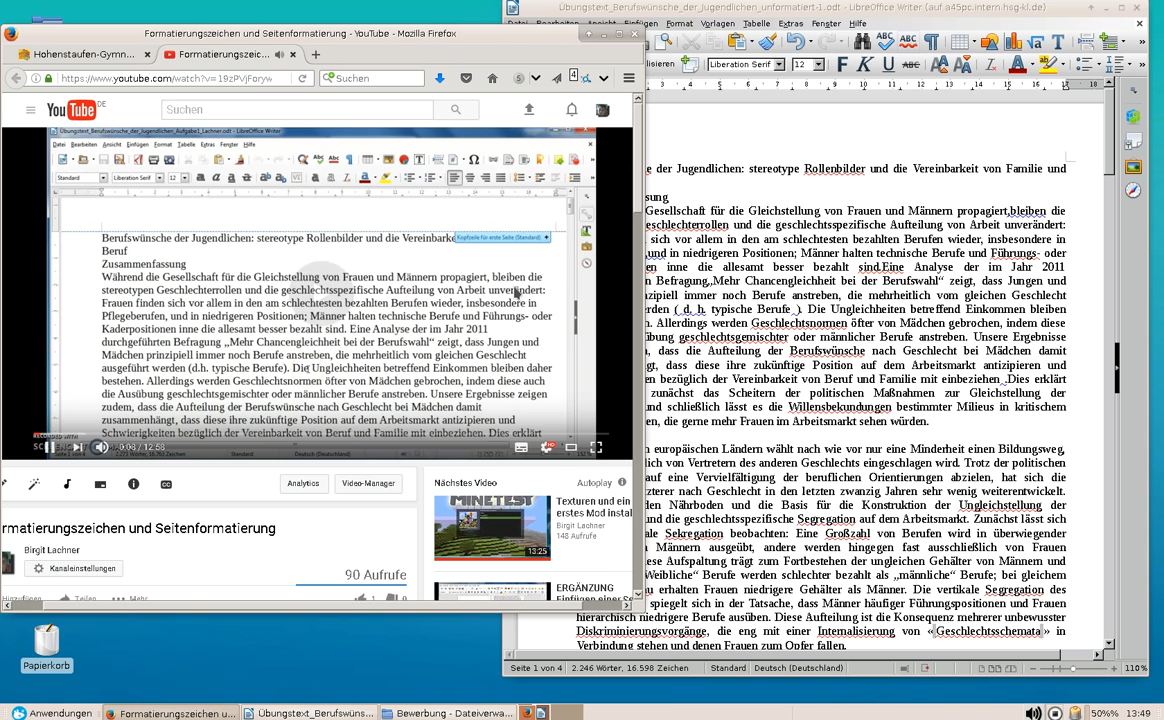 Formatierungszeichen und Seitenformatierung - YouTube - Mozilla Firefox
Hohenstaufen-Gymn...
Formatierungszeic...
https://www.youtube.com/watch?v=19zPVjForyw
Suchen
5
4
YouTube DE
Suchen
Übungstext_Berufswünsche_der_Jugendlichen_Aufgabe1_Lachner.odt - LibreOffice Writer
Datei Bearbeiten Ansicht Einfügen Format Tabelle Extras Fenster Hilfe
Standard Liberation Serif 12
Berufswünsche der Jugendlichen: stereotype Rollenbilder und die Vereinbarke
Kopfzeile für erste Seite (Standard)
Beruf
Zusammenfassung
Während die Gesellschaft für die Gleichstellung von Frauen und Männern propagiert, bleiben die
stereotypen Geschlechterrollen und die geschlechtsspezifische Aufteilung von Arbeit unverändert:
Frauen finden sich vor allem in den am schlechtesten bezahlten Berufen wieder, insbesondere in
Pflegeberufen, und in niedrigeren Positionen; Männer halten technische Berufe und Führungs- oder
Kaderpositionen inne die allesamt besser bezahlt sind. Eine Analyse der im Jahr 2011
durchgeführten Befragung „Mehr Chancengleichheit bei der Berufswahl“ zeigt, dass Jungen und
Mädchen prinzipiell immer noch Berufe anstreben, die mehrheitlich vom gleichen Geschlecht
ausgeführt werden (d.h. typische Berufe). Die Ungleichheiten betreffend Einkommen bleiben daher
bestehen. Allerdings werden Geschlechtsnormen öfter von Mädchen gebrochen, indem diese auch
die Ausübung geschlechtsgemischter oder männlicher Berufe anstreben. Unsere Ergebnisse zeigen
zudem, dass die Aufteilung der Berufswünsche nach Geschlecht bei Mädchen damit
zusammenhängt, dass diese ihre zukünftige Position auf dem Arbeitsmarkt antizipieren und
Schwierigkeiten bezüglich der Vereinbarkeit von Beruf und Familie mit einbeziehen. Dies erklärt
0:08 / 12:58
Analytics
Video-Manager
Nächstes Video
Autoplay
rmatierungszeichen und Seitenformatierung
Birgit Lachner
Kanaleinstellungen
90 Aufrufe
Hinzufügen Teilen Mehr 1 0
Texturen und ein
erstes Mod instal
Birgit Lachner
148 Aufrufe
13:25
ERGÄNZUNG
Einfügen einer Se
Übungstext_Berufswünsche_der_Jugendlichen_unformatiert-1.odt - LibreOffice Writer (auf a45pc.intern.hsg-kl.de)
Datei Bearbeiten Ansicht Einfügen Format Vorlagen Tabelle Extras Fenster Hilfe
lisieren Liberation Serif 12
e der Jugendlichen: stereotype Rollenbilder und die Vereinbarkeit von Familie und
sung
Gesellschaft für die Gleichstellung von Frauen und Männern propagiert,bleiben die
eschlechterrollen und die geschlechtsspezifische Aufteilung von Arbeit unverändert:
sich vor allem in den am schlechtesten bezahlten Berufen wieder, insbesondere in
und in niedrigeren Positionen; Männer halten technische Berufe und Führungs- oder
en inne die allesamt besser bezahlt sind.Eine Analyse der im Jahr 2011
n Befragung„Mehr Chancengleichheit bei der Berufswahl“ zeigt, dass Jungen und
nzipiell immer noch Berufe anstreben, die mehrheitlich vom gleichen Geschlecht
erden ( d. h. typische Berufe ). Die Ungleichheiten betreffend Einkommen bleiben
n. Allerdings werden Geschlechtsnormen öfter von Mädchen gebrochen, indem diese
übung geschlechtsgemischter oder männlicher Berufe anstreben. Unsere Ergebnisse
, dass die Aufteilung der Berufswünsche nach Geschlecht bei Mädchen damit
gt, dass diese ihre zukünftige Position auf dem Arbeitsmarkt antizipieren und
en bezüglich der Vereinbarkeit von Beruf und Familie mit einbeziehen .Dies erklärt
zunächst das Scheitern der politischen Maßnahmen zur Gleichstellung der
und schließlich lässt es die Willensbekundungen bestimmter Milieus in kritischem
en, die gerne mehr Frauen im Arbeitsmarkt sehen würden.
n europäischen Ländern wählt nach wie vor nur eine Minderheit einen Bildungsweg,
lich von Vertretern des anderen Geschlechts eingeschlagen wird. Trotz der politischen
auf eine Vervielfältigung der beruflichen Orientierungen abzielen, hat sich die
zterer nach Geschlecht in den letzten zwanzig Jahren sehr wenig weiterentwickelt.
den Nährboden und die Basis für die Konstruktion der Ungleichstellung der
und die geschlechtsspezifische Segregation auf dem Arbeitsmarkt. Zunächst lässt sich
ale Sekregation beobachten: Eine Großzahl von Berufen wird in überwiegender
Männern ausgeübt, andere werden hingegen fast ausschließlich von Frauen
ese Aufspaltung trägt zum Fortbestehen der ungleichen Gehälter von Männern und
Weibliche“ Berufe werden schlechter bezahlt als „männliche“ Berufe; bei gleichem
u erhalten Frauen niedrigere Gehälter als Männer. Die vertikale Segregation des
spiegelt sich in der Tatsache, dass Männer häufiger Führungspositionen und Frauen
hierarchisch niedrigere Berufe ausüben. Diese Aufteilung ist die Konsequenz mehrerer unbewusster
Diskriminierungsvorgänge, die eng mit einer Internalisierung von « Geschlechtsschemata » in
Verbindung stehen und denen Frauen zum Opfer fallen.
Seite 1 von 4 2.246 Wörter, 16.598 Zeichen Standard Deutsch (Deutschland) 110%
Papierkorb
Anwendungen
Formatierungszeichen u...
Übungstext_Berufswüns...
Bewerbung - Dateiverwa...
50%% 13:49